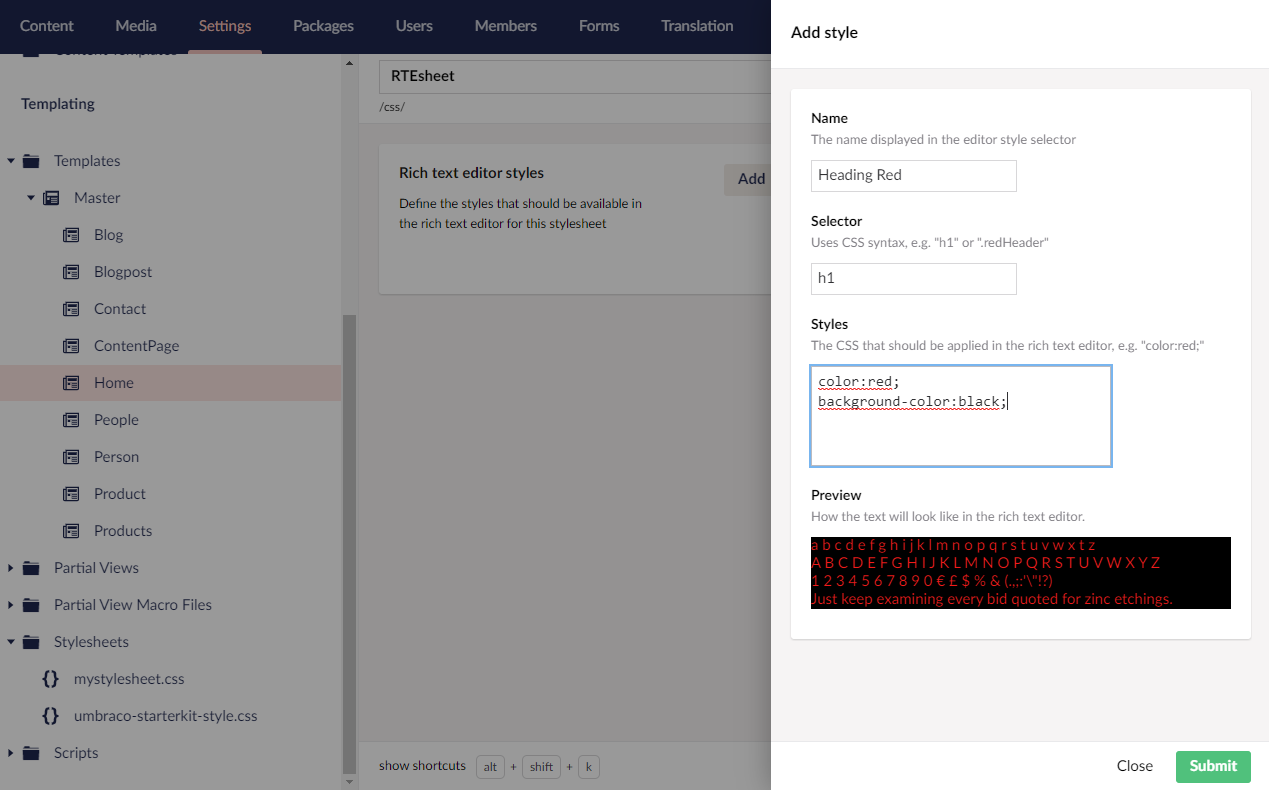 Content Media Settings Packages Users Members Forms Translation
Content Templates
Templating
Templates
Master
Blog
Blogpost
Contact
ContentPage
Home
People
Person
Product
Products
Partial Views
Partial View Macro Files
Stylesheets
{} mystylesheet.css
{} umbraco-starterkit-style.css
Scripts
RTEsheet
/css/
Rich text editor styles
Define the styles that should be available in
the rich text editor for this stylesheet
Add
show shortcuts alt + shift + k
Add style
Name
The name displayed in the editor style selector
Heading Red
Selector
Uses CSS syntax, e.g. "h1" or ".redHeader"
h1
Styles
The CSS that should be applied in the rich text editor, e.g. "color:red;"
color:red;
background-color:black;
Preview
How the text will look like in the rich text editor.
a b c d e f g h i j k l m n o p q r s t u v w x t z
A B C D E F G H I J K L M N O P Q R S T U V W X Y Z
1 2 3 4 5 6 7 8 9 0 € £ $ % & (.,;:'\"!?)
Just keep examining every bid quoted for zinc etchings.
Close Submit